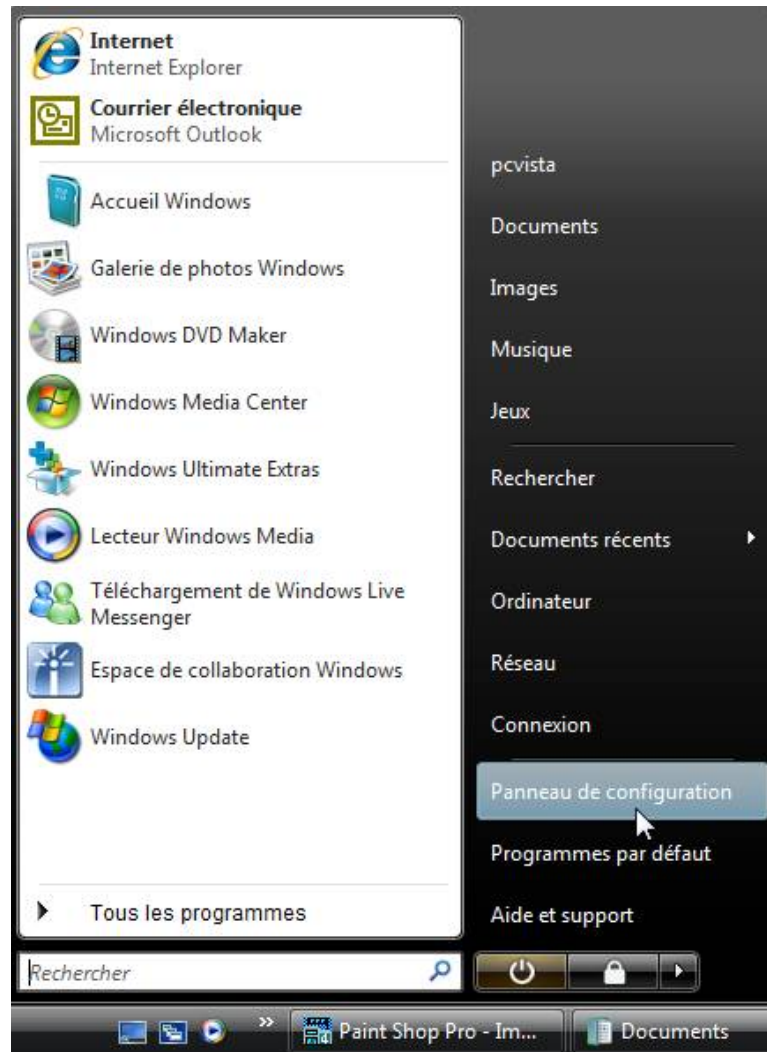 Internet
Internet Explorer
Courrier électronique
Microsoft Outlook
Accueil Windows
Galerie de photos Windows
Windows DVD Maker
Windows Media Center
Windows Ultimate Extras
Lecteur Windows Media
Téléchargement de Windows Live
Messenger
Espace de collaboration Windows
Windows Update
Tous les programmes
Rechercher
pcvista
Documents
Images
Musique
Jeux
Rechercher
Documents récents
Ordinateur
Réseau
Connexion
Panneau de configuration
Programmes par défaut
Aide et support
Paint Shop Pro - Im...
Documents